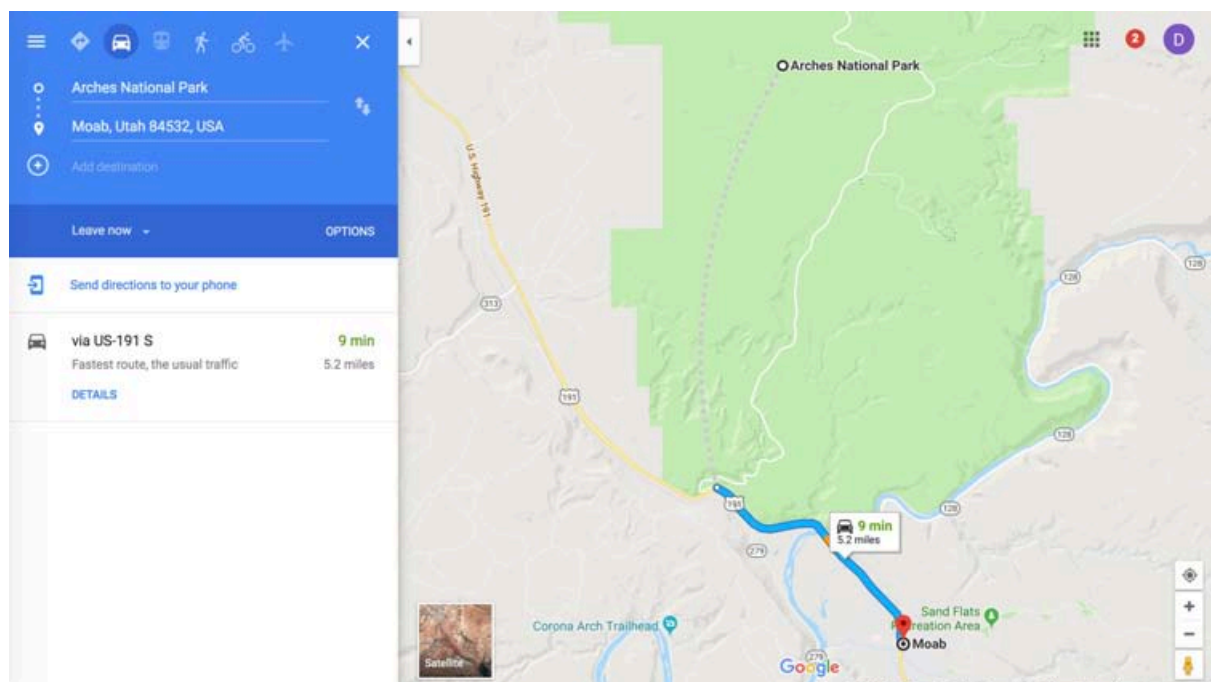 Arches National Park
Moab, Utah 84532, USA
Add destination
Leave now
OPTIONS
Send directions to your phone
via US-191 S
9 min
Fastest route, the usual traffic
5.2 miles
DETAILS
2
D
Arches National Park
U.S. Highway 191
128
128
313
191
128
128
191
279
9 min
5.2 miles
Sand Flats
Recreation Area
Corona Arch Trailhead
Moab
279
Google
Satellite